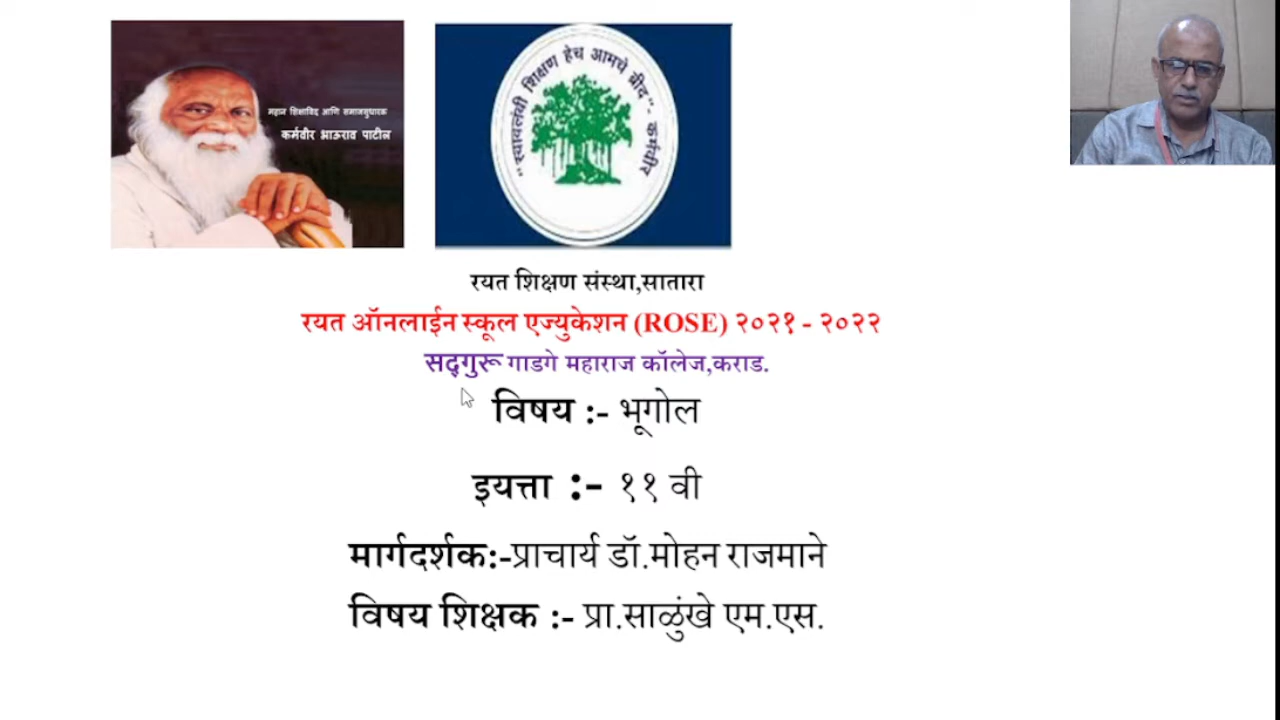 महान शिक्षाविद आणि समाजसुधारक
कर्मवीर भाऊराव पाटील
"स्वावलंबी शिक्षण हेच आमचे ब्रीद"- कर्मवीर
रयत शिक्षण संस्था,सातारा
रयत ऑनलाईन स्कूल एज्युकेशन (ROSE) २०२१ - २०२२
सद्‌गुरू गाडगे महाराज कॉलेज,कराड.
विषय :- भूगोल
इयत्ता :- ११ वी
मार्गदर्शक:-प्राचार्य डॉ.मोहन राजमाने
विषय शिक्षक :- प्रा.साळुंखे एम.एस.